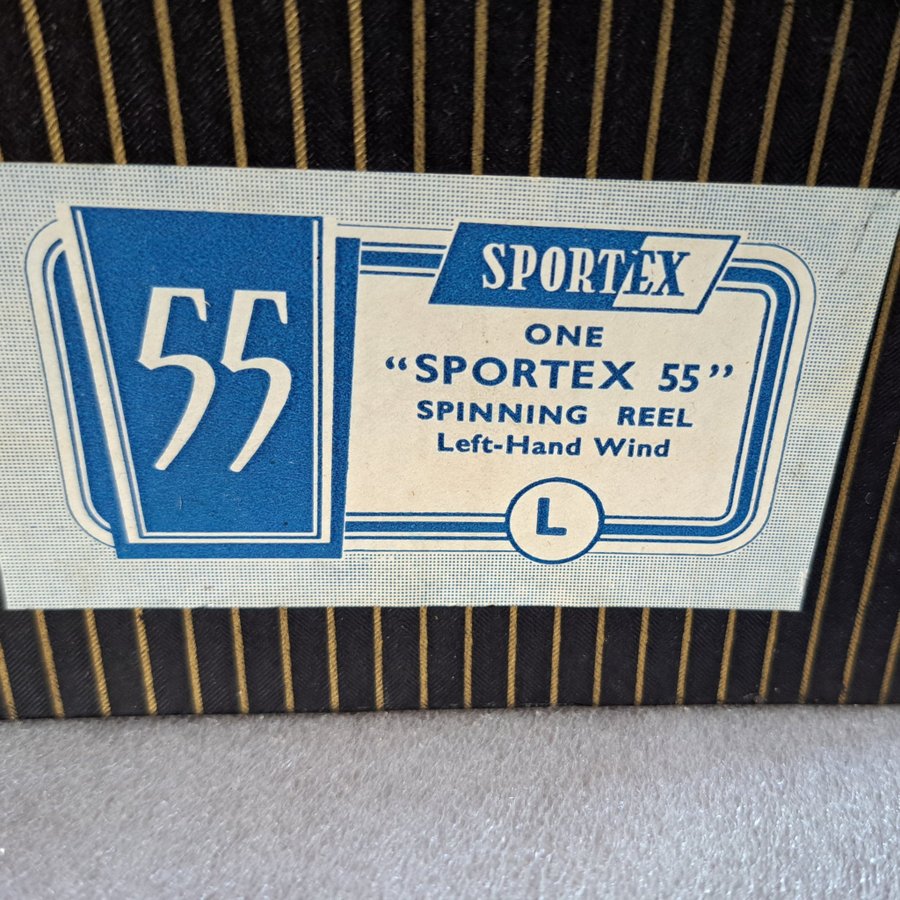 55
SPORTEX
ONE
“SPORTEX 55”
SPINNING REEL
Left-Hand Wind
L